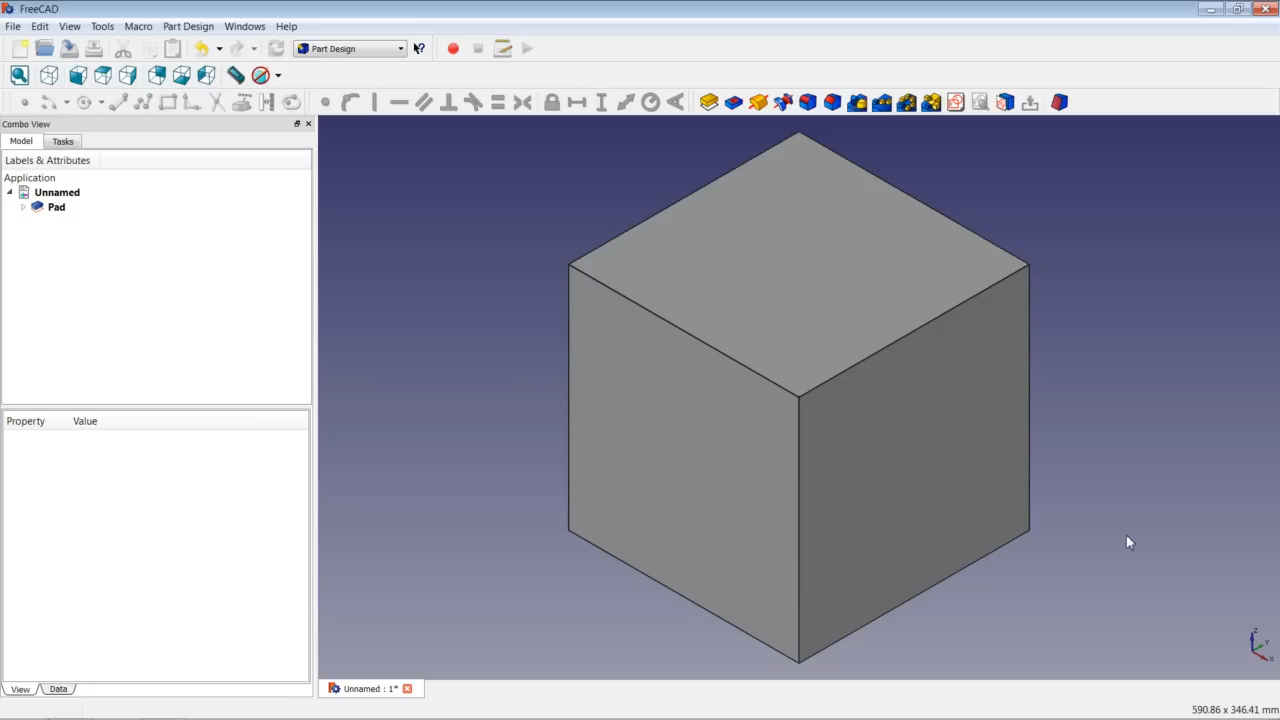 FreeCAD
File Edit View Tools Macro Part Design Windows Help
Part Design
Combo View
Model Tasks
Labels & Attributes
Application
Unnamed
Pad
Property Value
View Data
Unnamed : 1*
Z
Y
X
590.86 x 346.41 mm